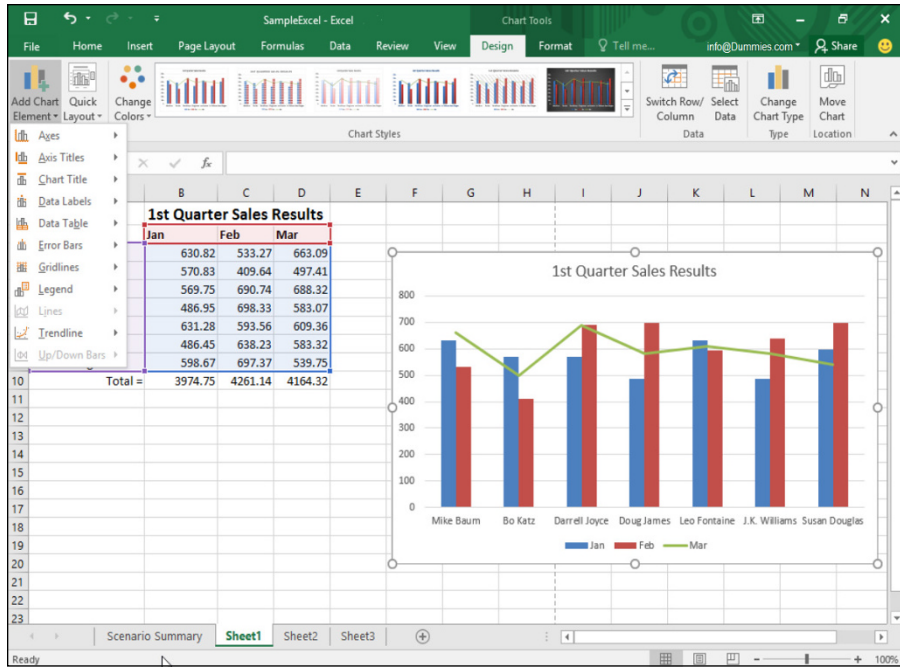 SampleExcel - Excel
Chart Tools
File Home Insert Page Layout Formulas Data Review View Design Format Tell me... info@Dummies.com Share
Add Chart Element Quick Layout Change Colors
Switch Row/ Column Select Data Change Chart Type Move Chart
Chart Styles Data Type Location
Axes
Axis Titles
Chart Title
Data Labels
Data Table
Error Bars
Gridlines
Legend
Lines
Trendline
Up/Down Bars
fx
B C D E F G H I J K L M N
1st Quarter Sales Results
Jan Feb Mar
630.82 533.27 663.09
570.83 409.64 497.41
569.75 690.74 688.32
486.95 698.33 583.07
631.28 593.56 609.36
486.45 638.23 583.32
598.67 697.37 539.75
10 Total = 3974.75 4261.14 4164.32
11
12
13
14
15
16
17
18
19
20
21
22
23
1st Quarter Sales Results
800
700
600
500
400
300
200
100
0
Mike Baum Bo Katz Darrell Joyce Doug James Leo Fontaine J.K. Williams Susan Douglas
Jan Feb Mar
Scenario Summary Sheet1 Sheet2 Sheet3
Ready 100%